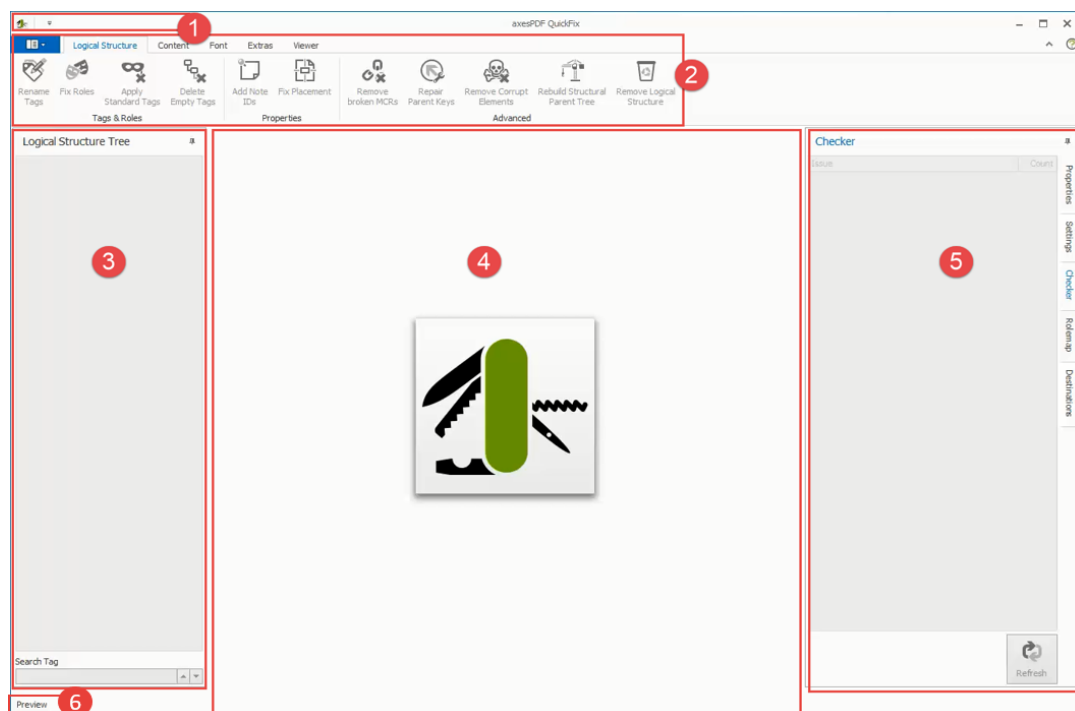 axesPDF QuickFix
1
Logical Structure Content Font Extras Viewer
2
Rename Tags
Fix Roles
Apply Standard Tags
Delete Empty Tags
Add Note IDs
Fix Placement
Remove broken MCRs
Repair Parent Keys
Remove Corrupt Elements
Rebuild Structural Parent Tree
Remove Logical Structure
Tags & Roles
Properties
Advanced
Logical Structure Tree
3
Search Tag
4
Checker
Issue Count
5
Refresh
Properties
Settings
Checker
Rolemap
Destinations
Preview
6